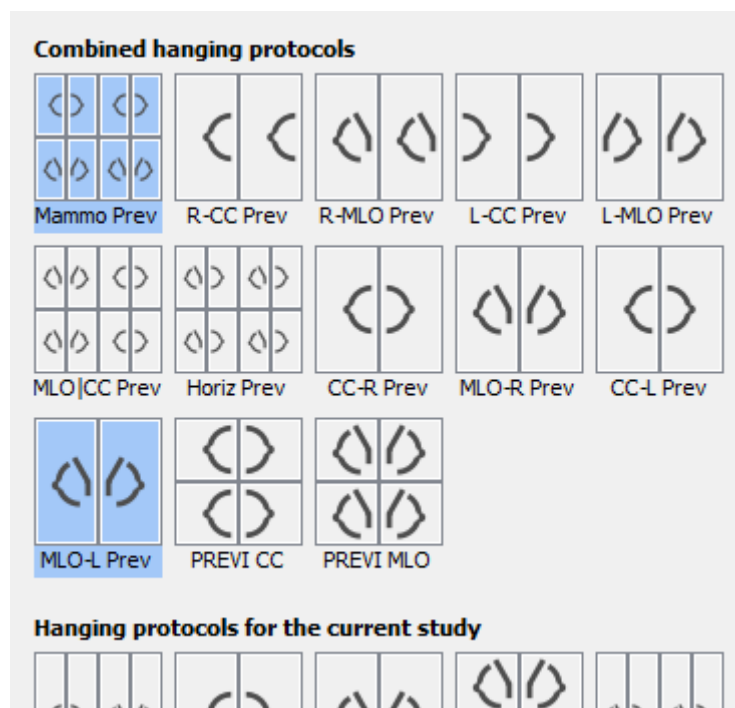 Combined hanging protocols
Mammo Prev R-CC Prev R-MLO Prev L-CC Prev L-MLO Prev
MLO|CC Prev Horiz Prev CC-R Prev MLO-R Prev CC-L Prev
MLO-L Prev PREVI CC PREVI MLO
Hanging protocols for the current study